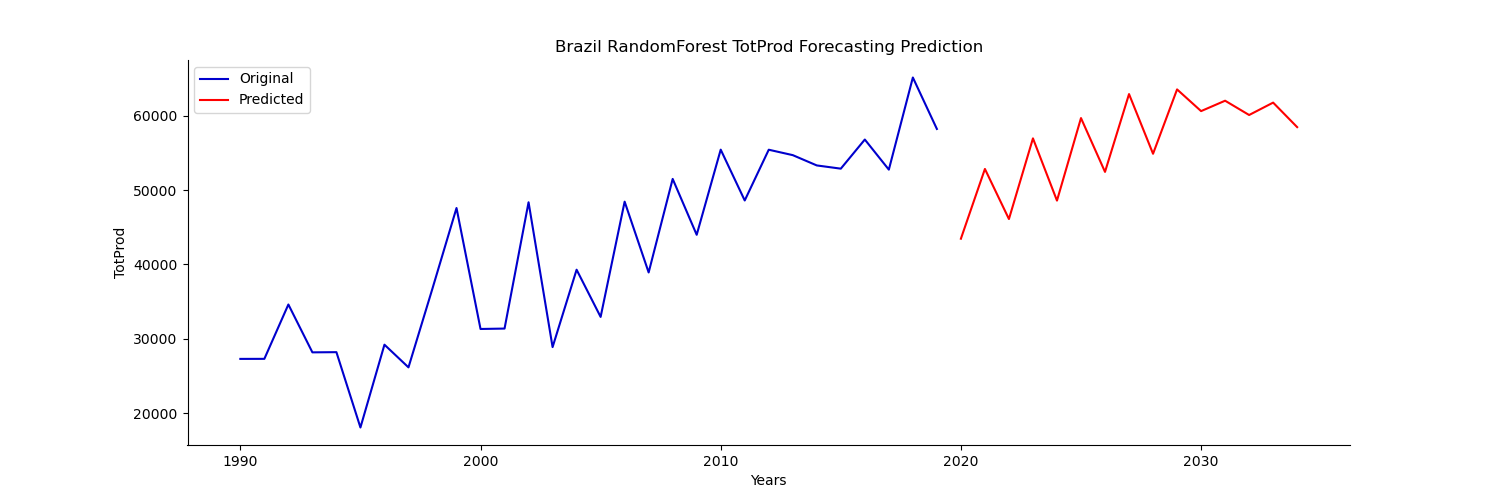 Brazil RandomForest TotProd Forecasting Prediction
Original
Predicted
TotProd
60000
50000
40000
30000
20000
1990
2000
2010
2020
2030
Years